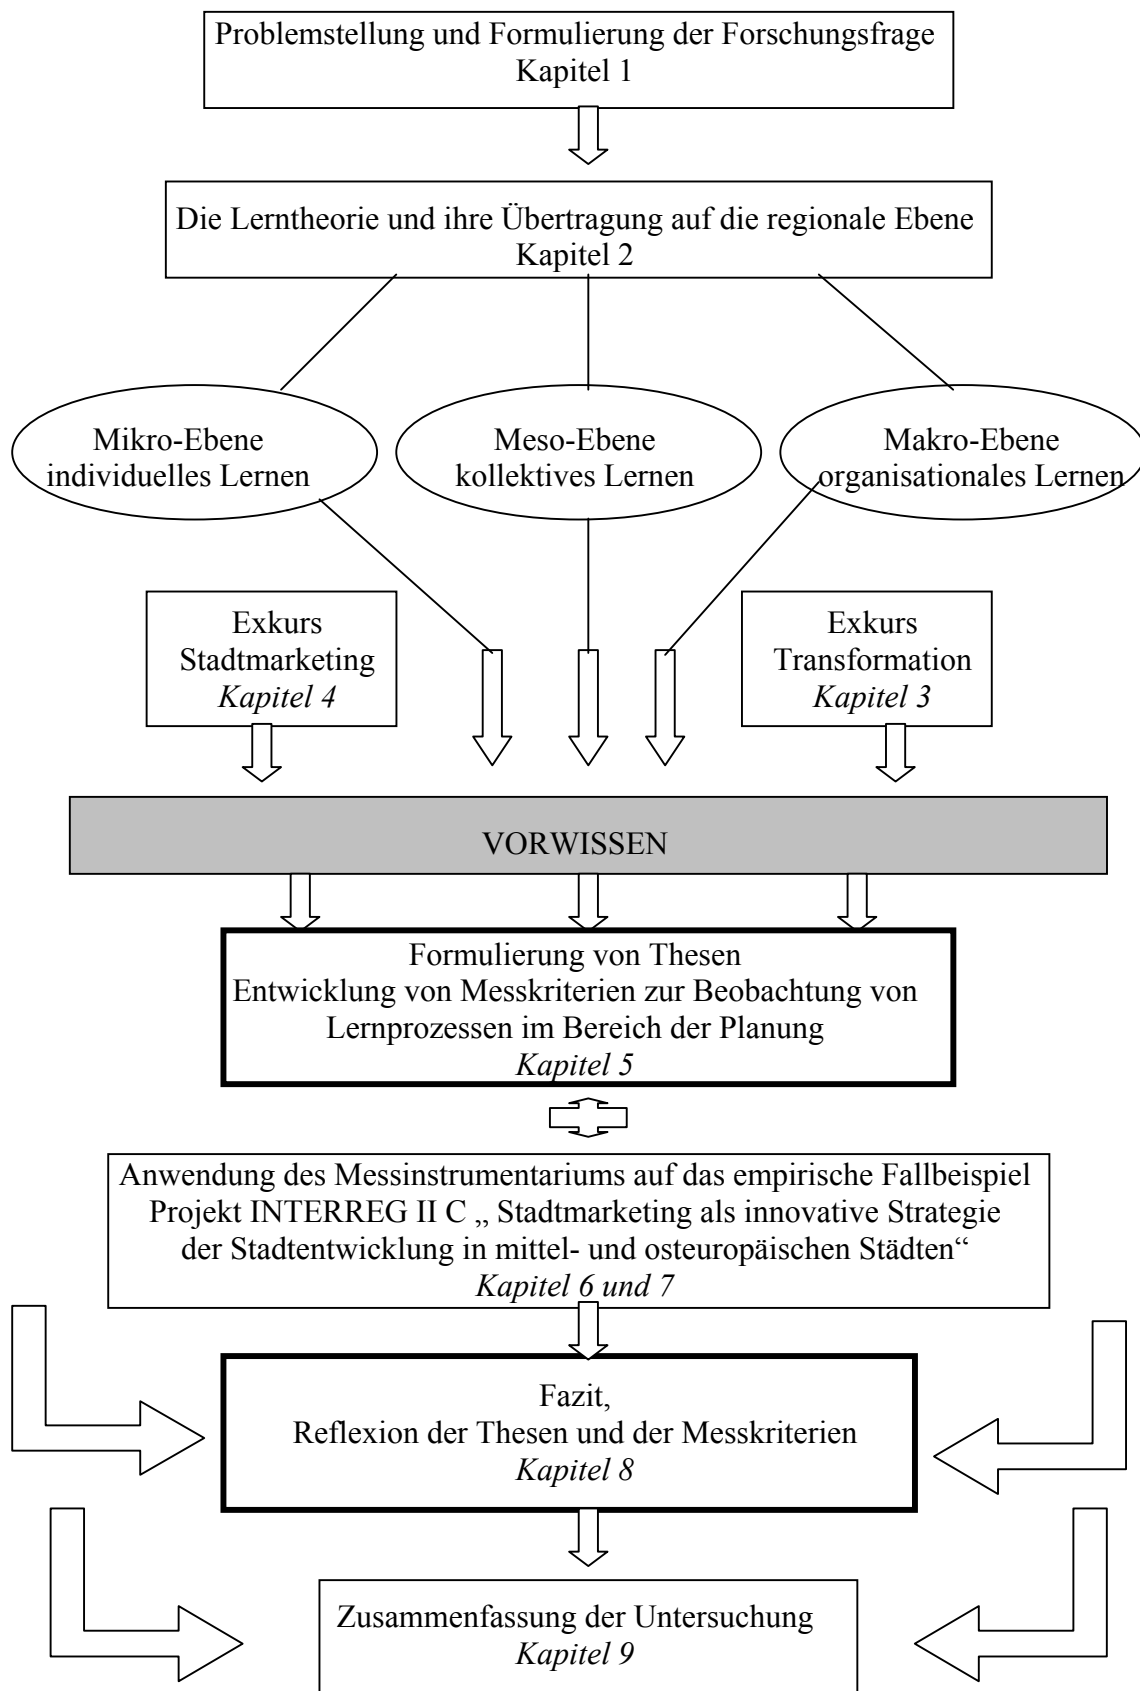 Problemstellung und Formulierung der Forschungsfrage
Kapitel 1
Die Lerntheorie und ihre Übertragung auf die regionale Ebene
Kapitel 2
Mikro-Ebene
individuelles Lernen
Meso-Ebene
kollektives Lernen
Makro-Ebene
organisationales Lernen
Exkurs
Stadtmarketing
Kapitel 4
Exkurs
Transformation
Kapitel 3
VORWISSEN
Formulierung von Thesen
Entwicklung von Messkriterien zur Beobachtung von
Lernprozessen im Bereich der Planung
Kapitel 5
Anwendung des Messinstrumentariums auf das empirische Fallbeispiel
Projekt INTERREG II C „ Stadtmarketing als innovative Strategie
der Stadtentwicklung in mittel- und osteuropäischen Städten“
Kapitel 6 und 7
Fazit,
Reflexion der Thesen und der Messkriterien
Kapitel 8
Zusammenfassung der Untersuchung
Kapitel 9